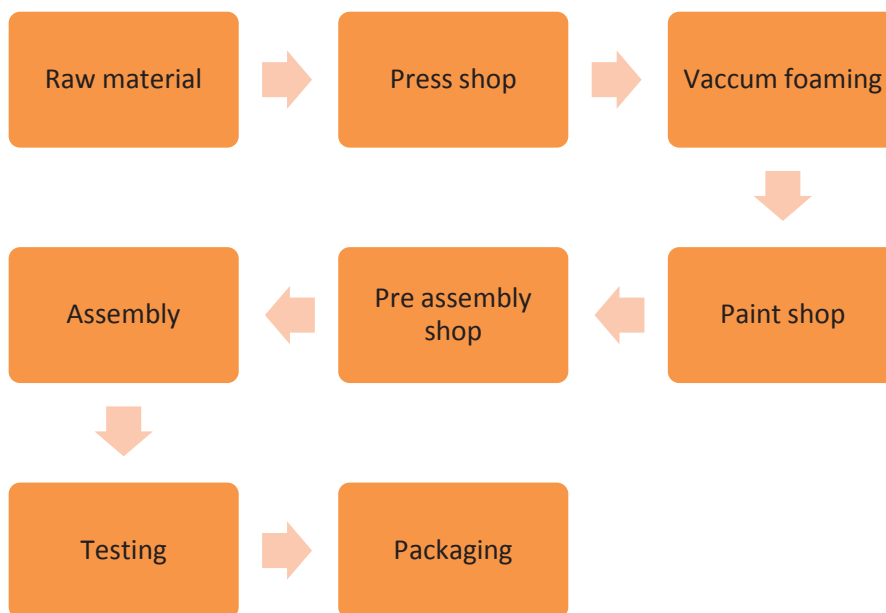 Raw material
Press shop
Vaccum foaming
Paint shop
Pre assembly
shop
Assembly
Testing
Packaging